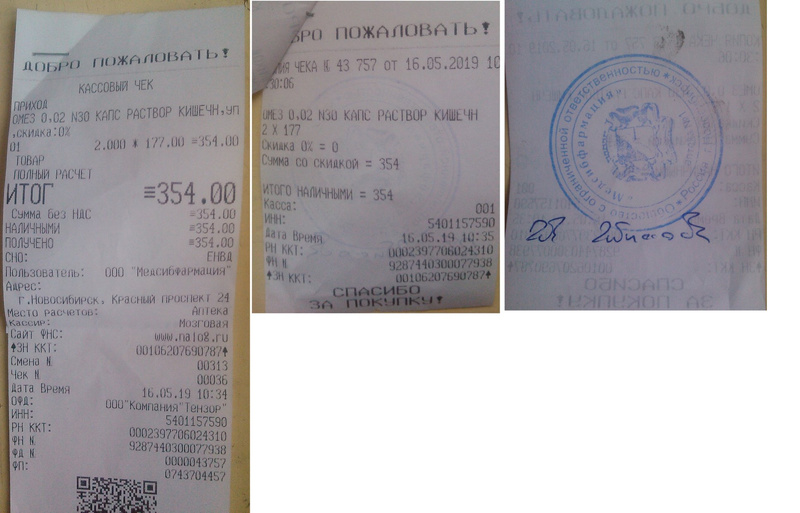 ДОБРО ПОЖАЛОВАТЬ!
КАССОВЫЙ ЧЕК
ПРИХОД
ОМЕЗ 0.02 N30 КАПС РАСТВОР КИШЕЧН,уп
,скидка:0%
01 2.000 * 177.00 =354.00
ТОВАР
ПОЛНЫЙ РАСЧЕТ
ИТОГ =354.00
Сумма без НДС =354.00
НАЛИЧНЫМИ =354.00
ПОЛУЧЕНО =354.00
СНО: ЕНВД
Пользователь: ООО "Медсибфармация"
Адрес:
г.Новосибирск, Красный проспект 24
Место расчетов: Аптека
Кассир: Мозговая
Сайт ФНС: www.nalog.ru
ЗН ККТ: 00106207690787
Смена N 00313
Чек N 00036
Дата Время 16.05.19 10:34
ОФД: ООО"Компания"Тензор"
ИНН: 5401157590
РН ККТ: 0002397706024310
ФН N 9287440300077938
ФД N 0000043757
ФП: 0743704457
БРО ПОЖАЛОВАТЬ!
ИЯ ЧЕКА N 43 757 от 16.05.2019 10
:30:06
ОМЕЗ 0.02 N30 КАПС РАСТВОР КИШЕЧН
2 X 177
Скидка 0% = 0
Сумма со скидкой = 354
ИТОГО НАЛИЧНЫМИ = 354
Касса: 001
ИНН: 5401157590
Дата Время 16.05.19 10:35
РН ККТ: 0002397706024310
ФН N 9287440300077938
ЗН ККТ: 00106207690787
СПАСИБО
ЗА ПОКУПКУ!
Общество с ограниченной ответственностью
Медсибфармация